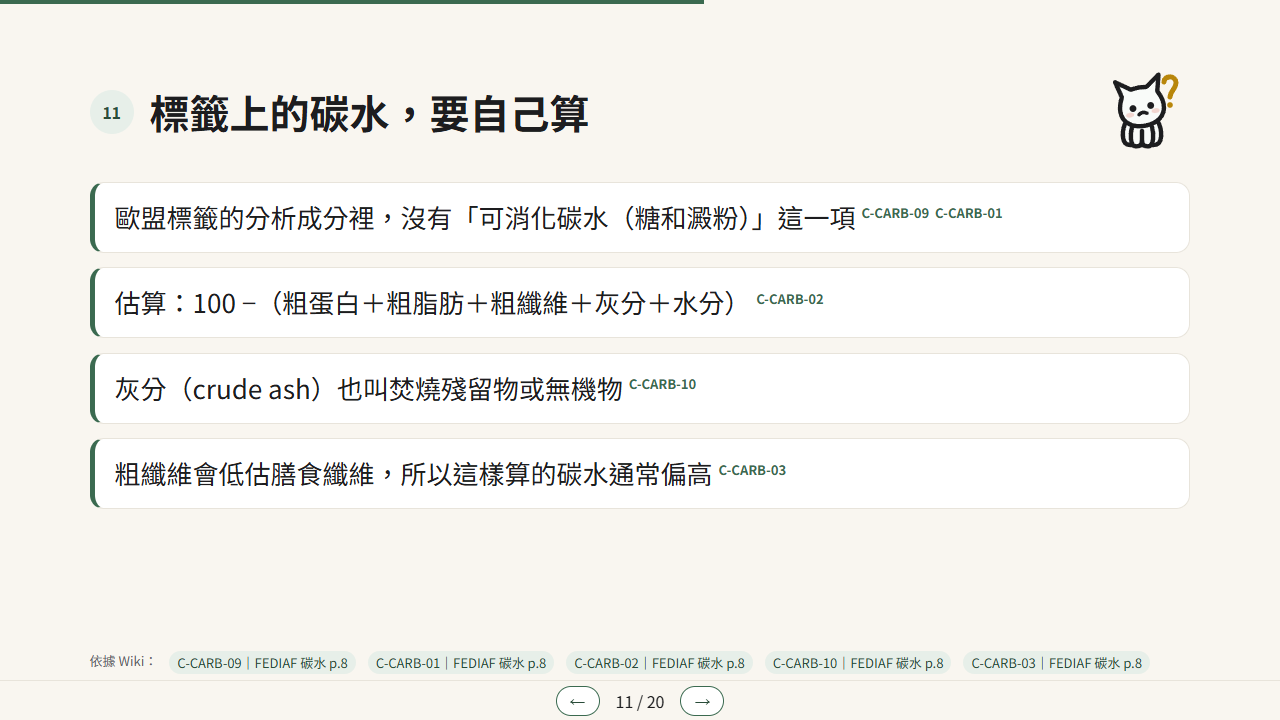 11
標籤上的碳水，要自己算
?
歐盟標籤的分析成分裡，沒有「可消化碳水（糖和澱粉）」這一項 C-CARB-09 C-CARB-01
估算：100 −（粗蛋白＋粗脂肪＋粗纖維＋灰分＋水分） C-CARB-02
灰分（crude ash）也叫焚燒殘留物或無機物 C-CARB-10
粗纖維會低估膳食纖維，所以這樣算的碳水通常偏高 C-CARB-03
依據 Wiki： C-CARB-09｜FEDIAF 碳水 p.8 C-CARB-01｜FEDIAF 碳水 p.8 C-CARB-02｜FEDIAF 碳水 p.8 C-CARB-10｜FEDIAF 碳水 p.8 C-CARB-03｜FEDIAF 碳水 p.8
← 11 / 20 →